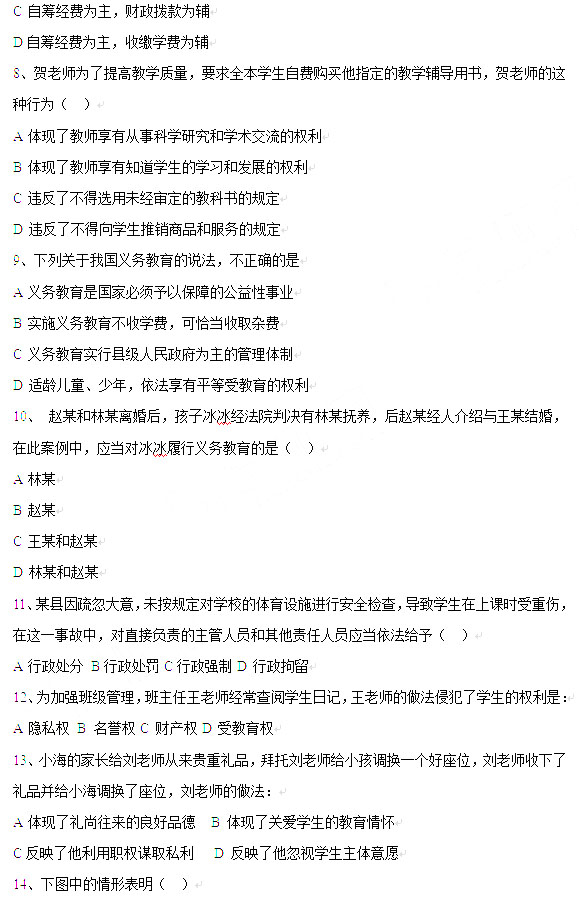 C 自筹经费为主，财政拨款为辅
D自筹经费为主，收缴学费为辅
8、贺老师为了提高教学质量，要求全本学生自费购买他指定的教学辅导用书，贺老师的这
种行为（　）
A 体现了教师享有从事科学研究和学术交流的权利
B 体现了教师享有知道学生的学习和发展的权利
C 违反了不得选用未经审定的教科书的规定
D 违反了不得向学生推销商品和服务的规定
9、下列关于我国义务教育的说法，不正确的是
A 义务教育是国家必须予以保障的公益性事业
B 实施义务教育不收学费，可恰当收取杂费
C 义务教育实行县级人民政府为主的管理体制
D 适龄儿童、少年，依法享有平等受教育的权利
10、 赵某和林某离婚后，孩子冰冰经法院判决有林某抚养，后赵某经人介绍与王某结婚，
在此案例中，应当对冰冰履行义务教育的是（　）
A 林某
B 赵某
C 王某和赵某
D 林某和赵某
11、某县因疏忽大意，未按规定对学校的体育设施进行安全检查，导致学生在上课时受重伤，
在这一事故中，对直接负责的主管人员和其他责任人员应当依法给予（　）
A 行政处分 B行政处罚 C 行政强制 D 行政拘留
12、为加强班级管理，班主任王老师经常查阅学生日记，王老师的做法侵犯了学生的权利是：
A 隐私权 B 名誉权 C 财产权 D 受教育权
13、小海的家长给刘老师从来贵重礼品，拜托刘老师给小孩调换一个好座位，刘老师收下了
礼品并给小海调换了座位，刘老师的做法：
A 体现了礼尚往来的良好品德 B 体现了关爱学生的教育情怀
C反映了他利用职权谋取私利 D 反映了他忽视学生主体意愿
14、下图中的情形表明（　）